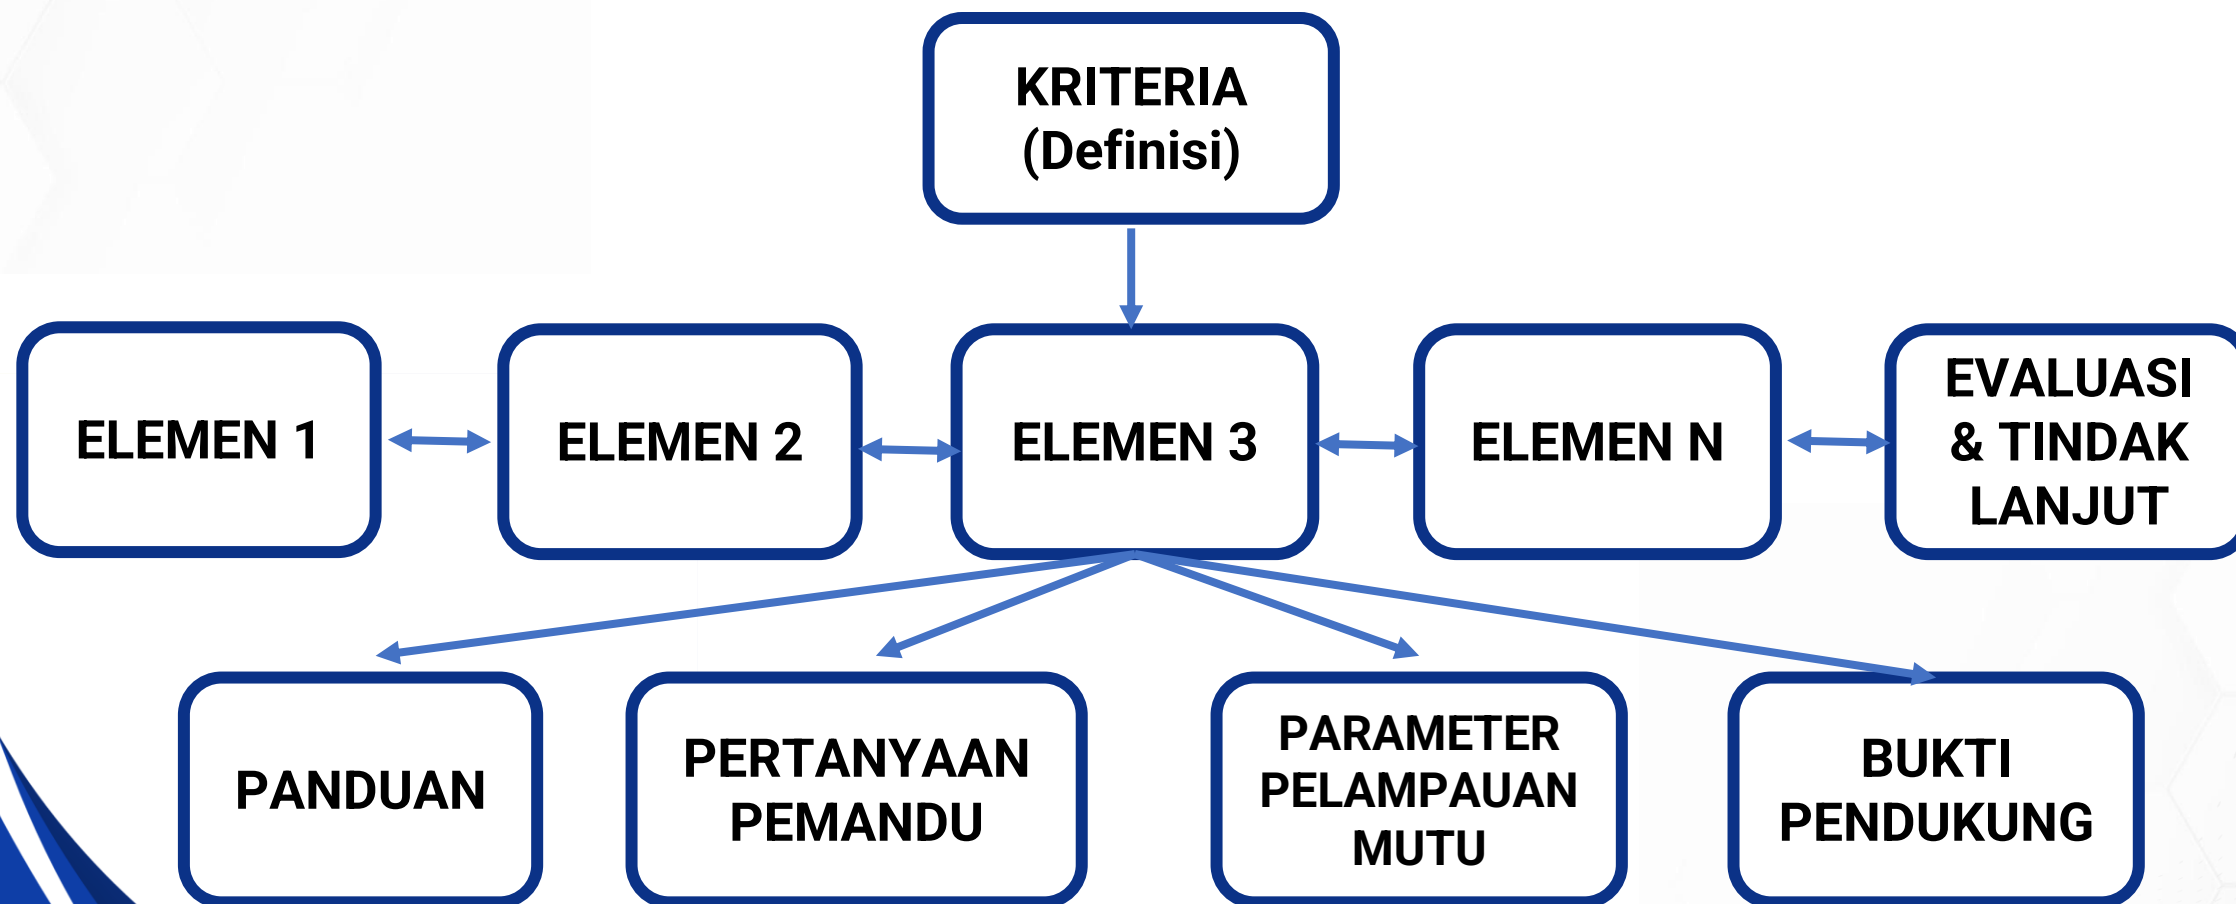 KRITERIA
(Definisi)
ELEMEN 1
ELEMEN 2
ELEMEN 3
ELEMEN N
EVALUASI
& TINDAK
LANJUT
PANDUAN
PERTANYAAN
PEMANDU
PARAMETER
PELAMPAUAN
MUTU
BUKTI
PENDUKUNG